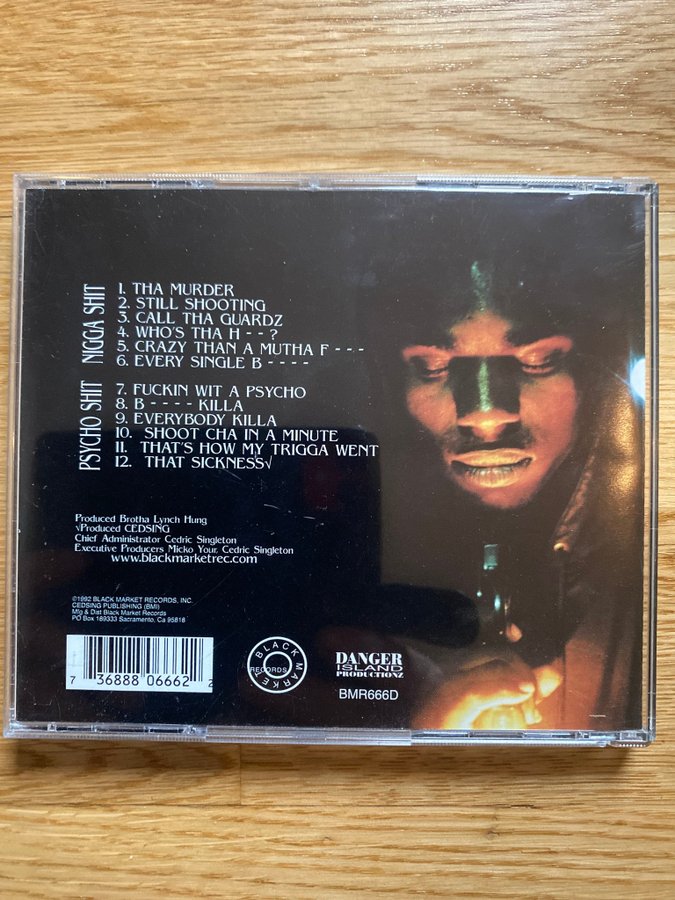 NIGGA SHIT
1. THA MURDER
2. STILL SHOOTING
3. CALL THA GUARDZ
4. WHO'S THA H - - ?
5. CRAZY THAN A MUTHA F - - -
6. EVERY SINGLE B - - - -
PSYCHO SHIT
7. FUCKIN WIT A PSYCHO
8. B - - - - KILLA
9. EVERYBODY KILLA
10. SHOOT CHA IN A MINUTE
11. THAT'S HOW MY TRIGGA WENT
12. THAT SICKNESS√
Produced Brotha Lynch Hung
√Produced CEDSING
Chief Administrator Cedric Singleton
Executive Producers Micko Your, Cedric Singleton
www.blackmarketrec.com
©1992 BLACK MARKET RECORDS, INC.
CEDSING PUBLISHING (BMI)
Mfg & Dist Black Market Records
PO Box 189333 Sacramento, Ca 95818
7 36888 06662 2
BLACK MARKET
RECORDS
DANGER
ISLAND
PRODUCTIONZ
BMR666D